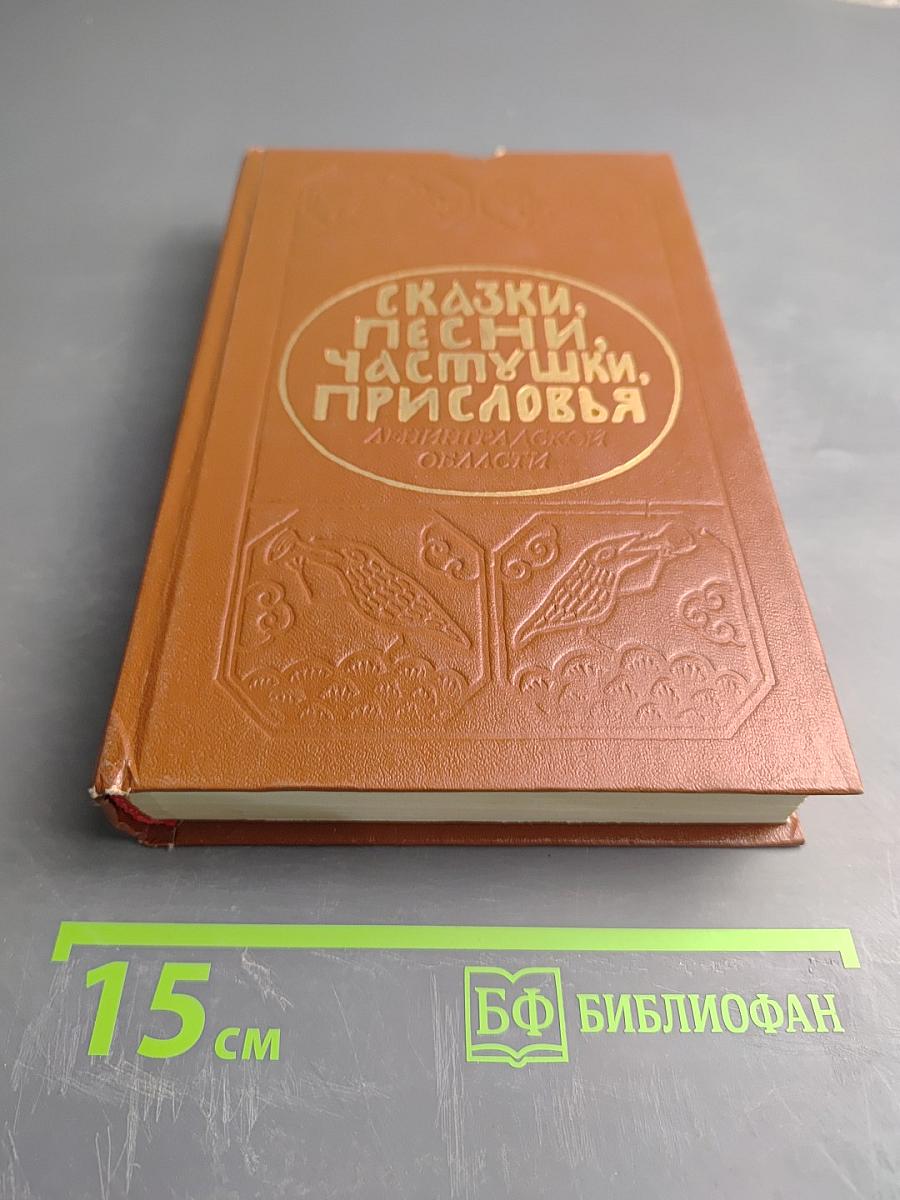 СКАЗКИ,
ПЕСНИ,
ЧАСТУШКИ,
ПРИСЛОВЬЯ
ЛЕНИНГРАДСКОЙ
ОБЛАСТИ
15 см
БФ БИБЛИОФАН